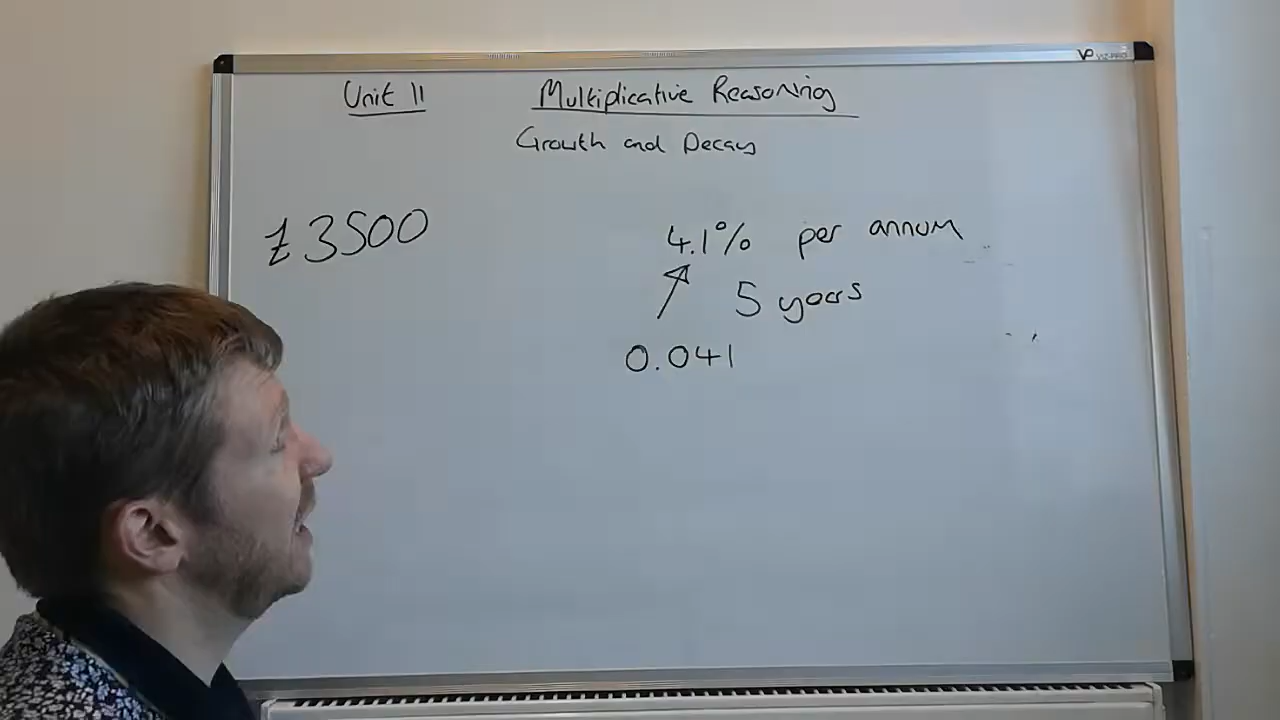 Unit 11 Multiplicative Reasoning
Growth and Decay
£3500 4.1% per annum
5 years
0.041